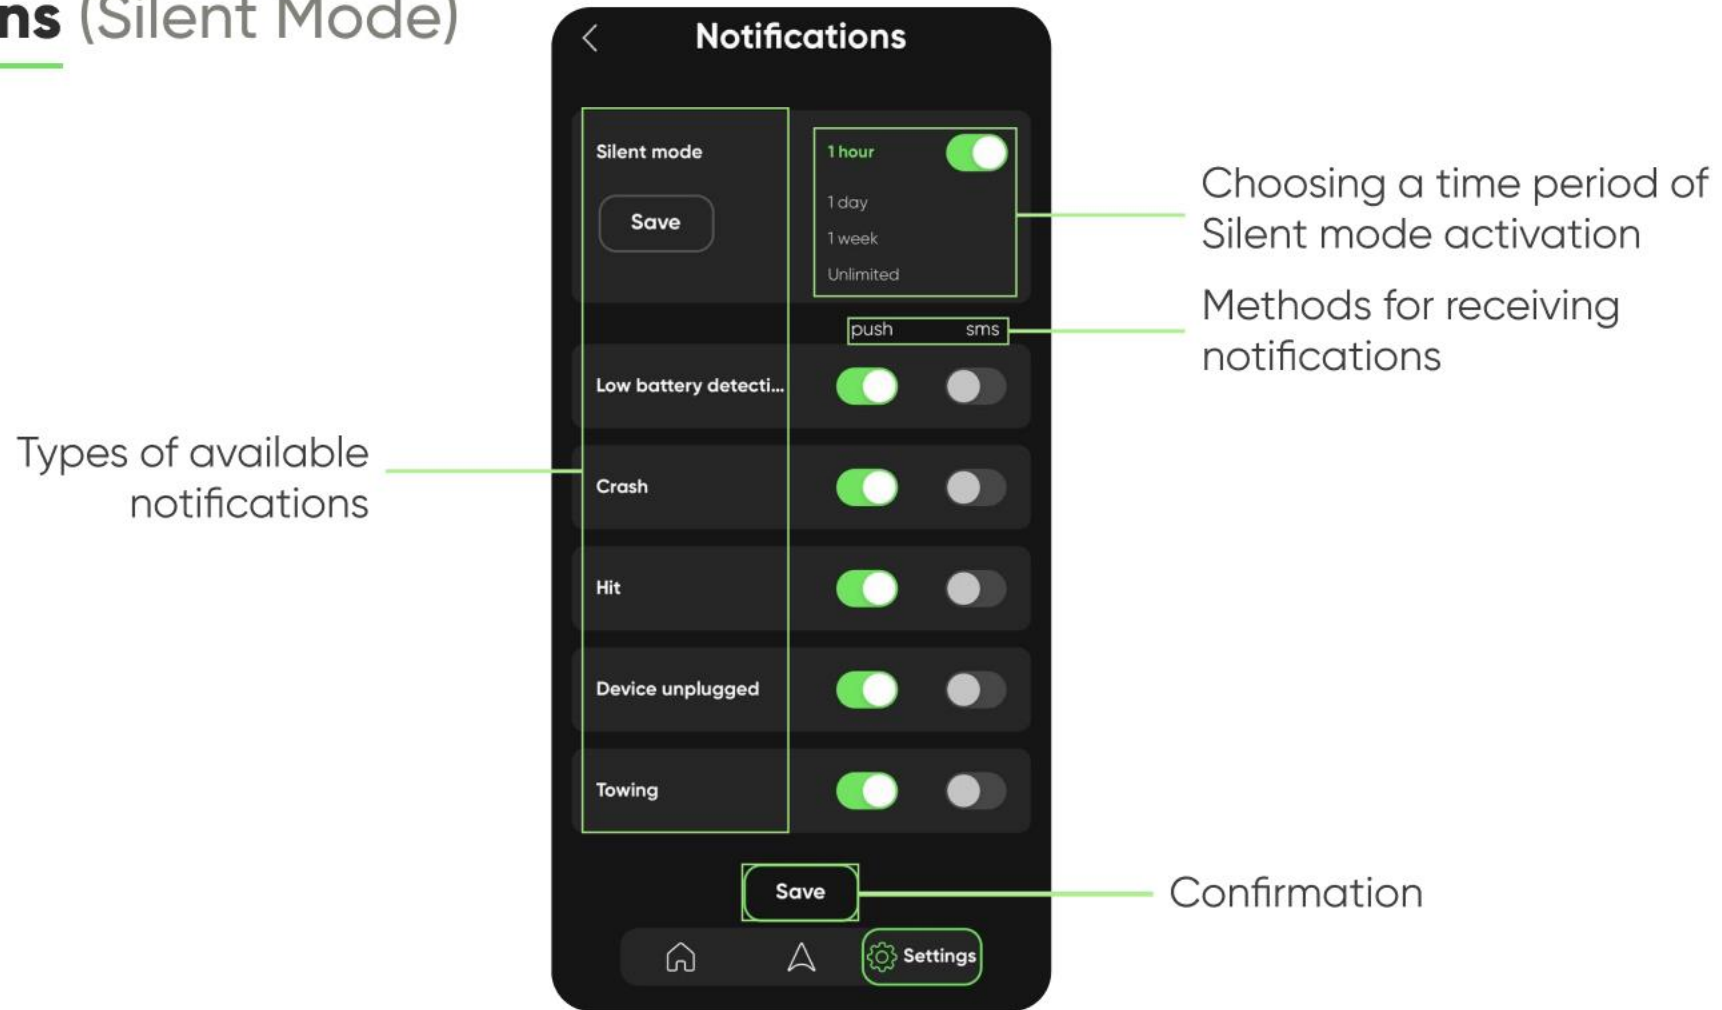 ns (Silent Mode)
Notifications
Silent mode
Save
1 hour
1 day
1 week
Unlimited
Choosing a time period of
Silent mode activation
push sms
Methods for receiving
notifications
Low battery detecti...
Types of available
notifications
Crash
Hit
Device unplugged
Towing
Save
Confirmation
Settings